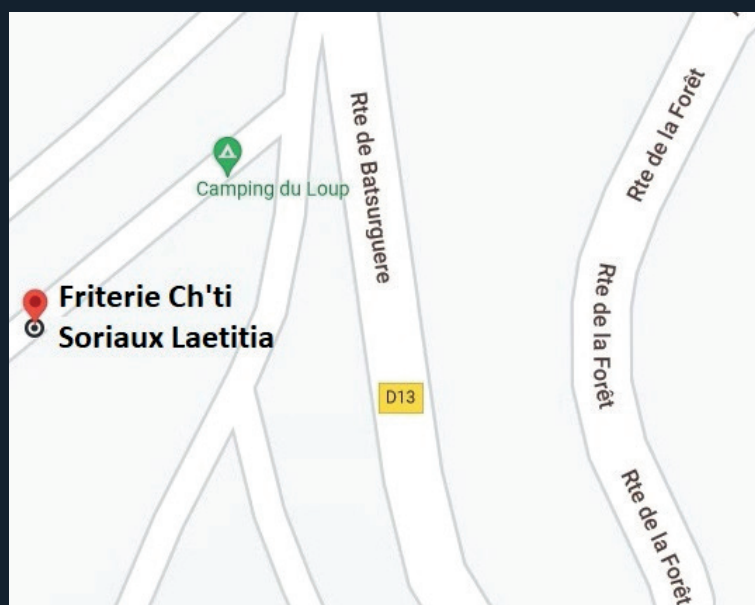 Rte de la Forêt
Rte de Batsurguere
Camping du Loup
Rte de la Forêt
Friterie Ch'ti
Soriaux Laetitia
D13
Rte de la Forêt